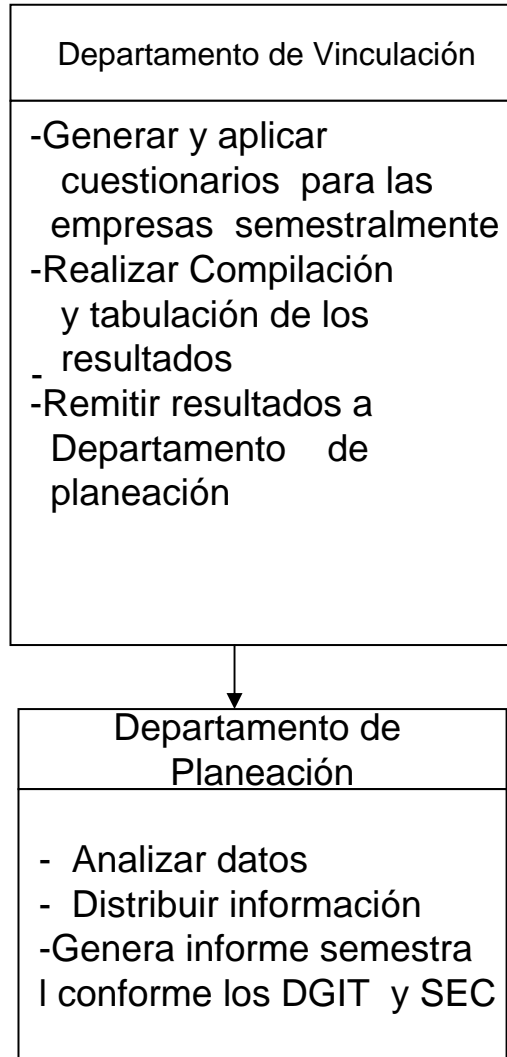 Departamento de Vinculación
-Generar y aplicar
cuestionarios para las
empresas semestralmente
-Realizar Compilación
y tabulación de los
resultados
-
-Remitir resultados a
Departamento de
planeación
Departamento de
Planeación
- Analizar datos
- Distribuir información
-Genera informe semestra
l conforme los DGIT y SEC